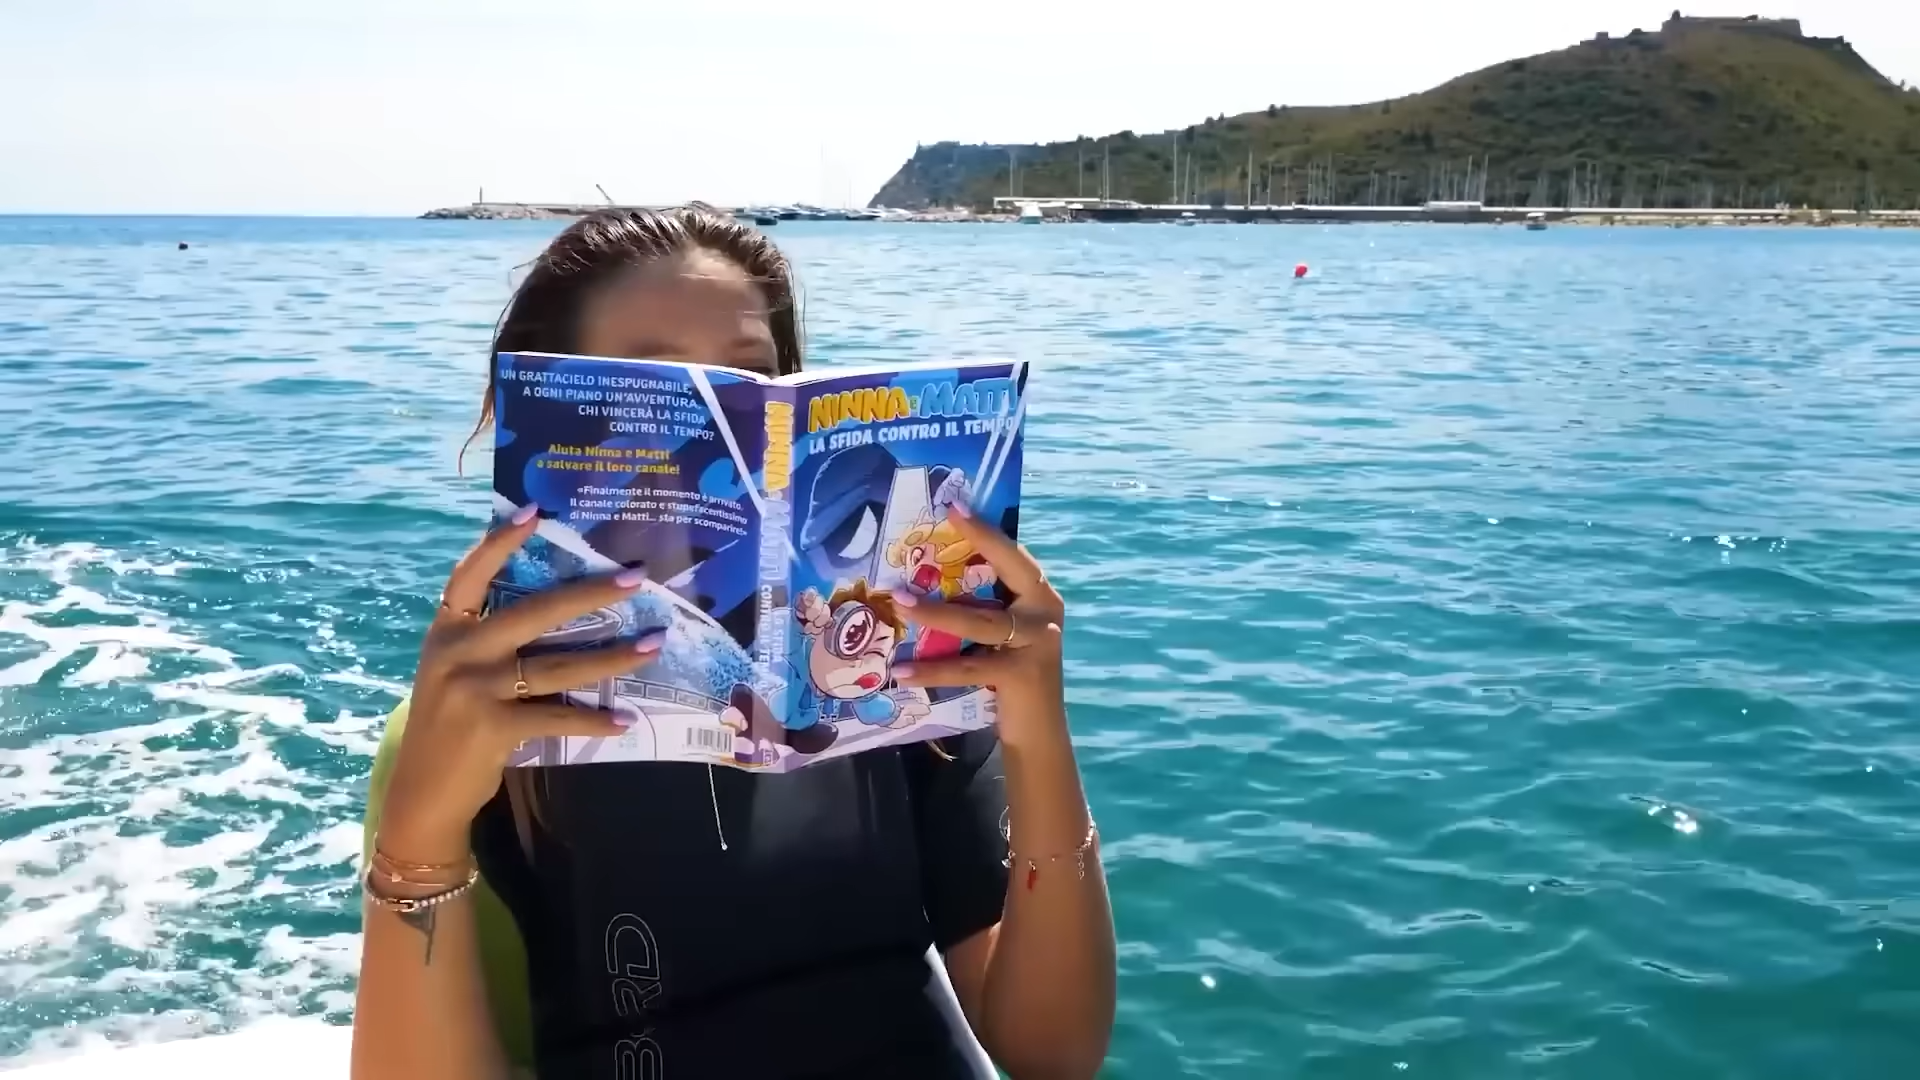 UN GRATTACIELO INESPUGNABILE,
A OGNI PIANO UN'AVVENTURA.
CHI VINCERÀ LA SFIDA
CONTRO IL TEMPO?
Aiuta Ninna e Matti
a salvare il loro canale!
«Finalmente il momento è arrivato.
Il canale colorato e stupefacentissimo
di Ninna e Matti... sta per scomparire!»
NINNA e MATTI
LA SFIDA CONTRO IL TEMPO
NINNA e MATTI
LA SFIDA
CONTRO IL TEM